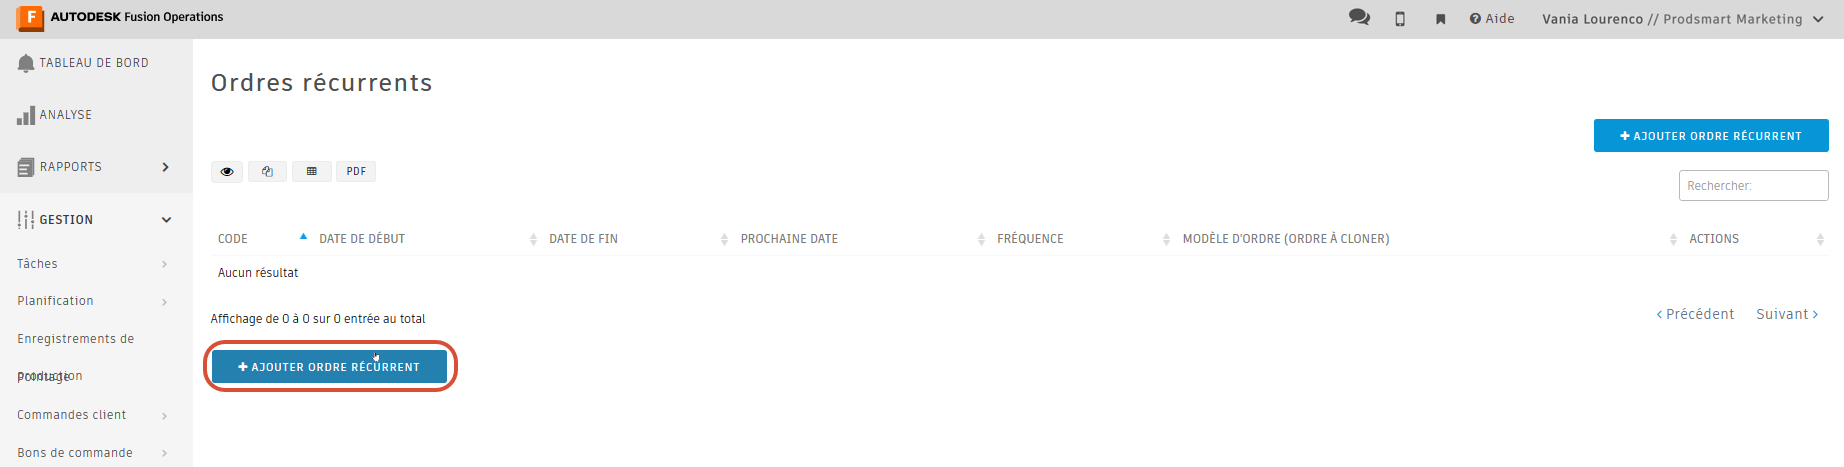 F AUTODESK Fusion Operations
Aide
Vania Lourenco // Prodsmart Marketing
TABLEAU DE BORD
ANALYSE
RAPPORTS
GESTION
Tâches
Planification
Enregistrements de
production
Pointage
Commandes client
Bons de commande
Ordres récurrents
+ AJOUTER ORDRE RÉCURRENT
PDF
Rechercher:
CODE DATE DE DÉBUT DATE DE FIN PROCHAINE DATE FRÉQUENCE MODÈLE D'ORDRE (ORDRE À CLONER) ACTIONS
Aucun résultat
Affichage de 0 à 0 sur 0 entrée au total
‹ Précédent Suivant ›
+ AJOUTER ORDRE RÉCURRENT